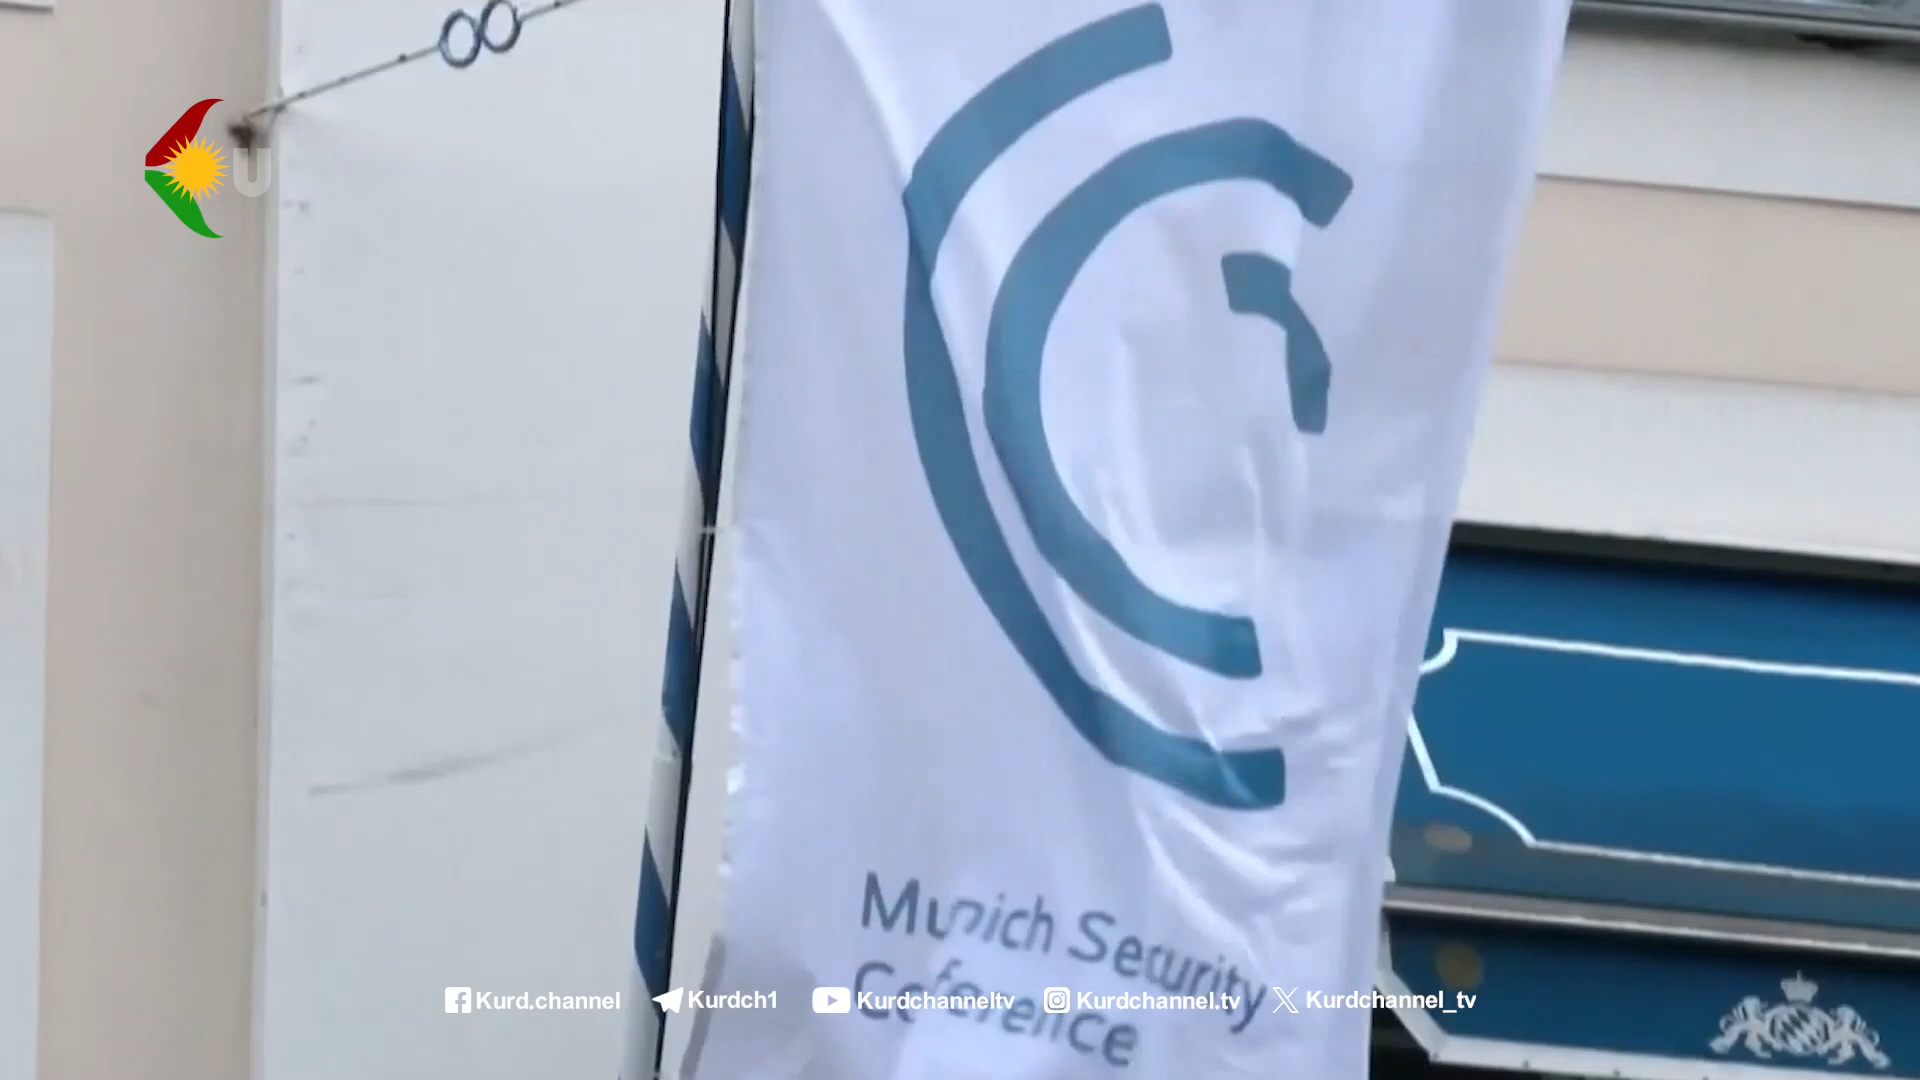 U
Munich Security
Conference
Kurd.channel
Kurdch1
Kurdchanneltv
Kurdchannel.tv
Kurdchannel_tv